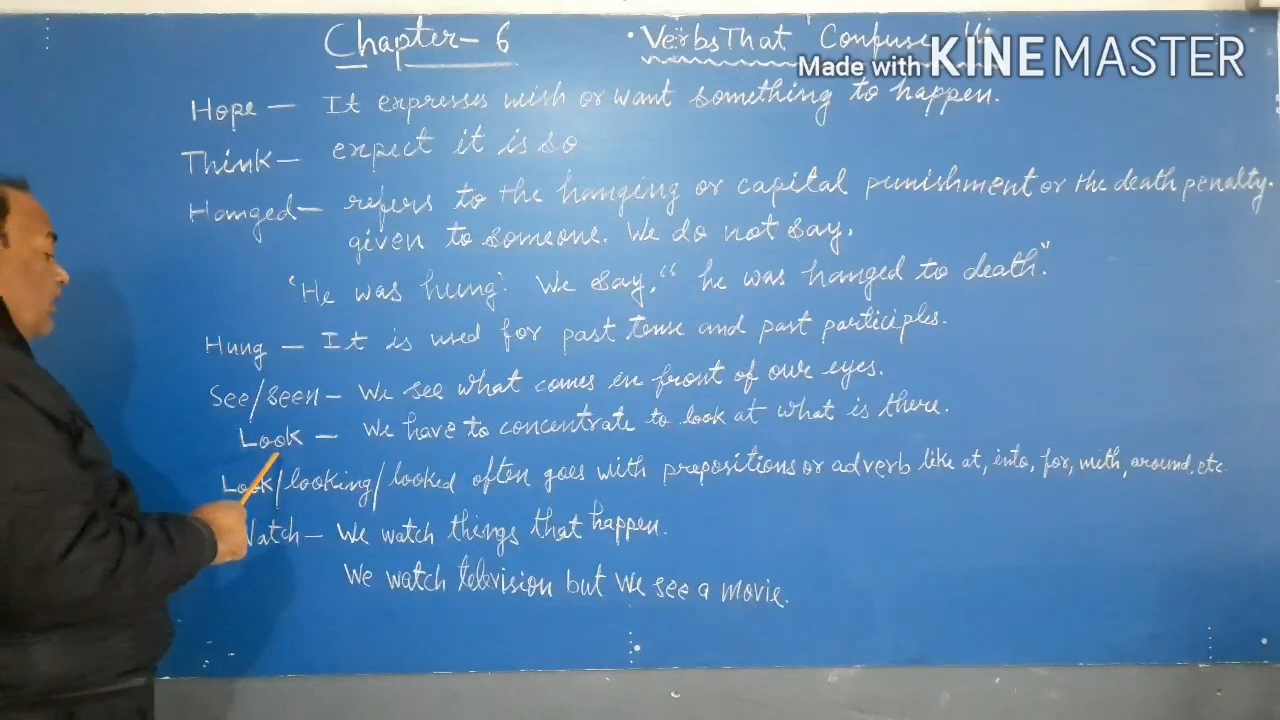 Chapter-6 • Verbs That Confuse
Made with KINEMASTER
Hope — It expresses wish or want something to happen.
Think — expect it is so
Hanged — refers to the hanging or capital punishment or the death penalty.
given to someone. We do not say.
"He was hung". We say, "he was hanged to death."
Hung — It is used for past tense and past participles.
See/seen — We see what comes in front of our eyes.
Look — We have to concentrate to look at what is there.
Look/looking/looked often goes with prepositions or adverb like at, into, for, with, around, etc.
Watch — We watch things that happen.
We watch television but We see a movie.